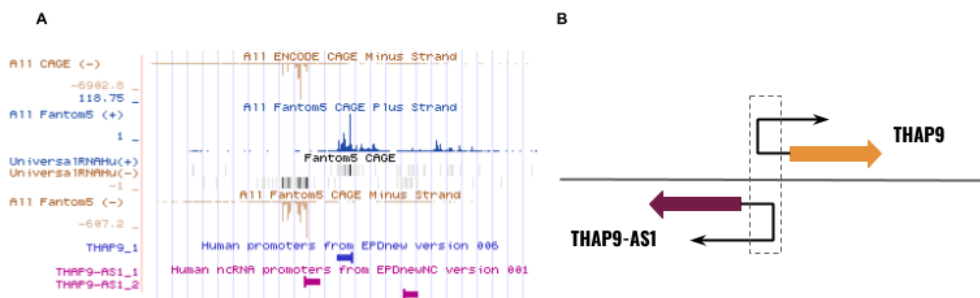 A
B
All ENCODE CAGE Minus Strand
All CAGE (-)
-6902.8 _
118.75 _
All Fantom5 CAGE Plus Strand
All Fantom5 (+)
1 _
Fantom5 CAGE
UniversalRNAHu(+)
UniversalRNAHu(-)
-1 _
All Fantom5 CAGE Minus Strand
All Fantom5 (-)
-607.2 _
Human promoters from EPDnew version 006
THAP9_1
Human ncRNA promoters from EPDnewNC version 001
THAP9-AS1_1
THAP9-AS1_2
THAP9
THAP9-AS1